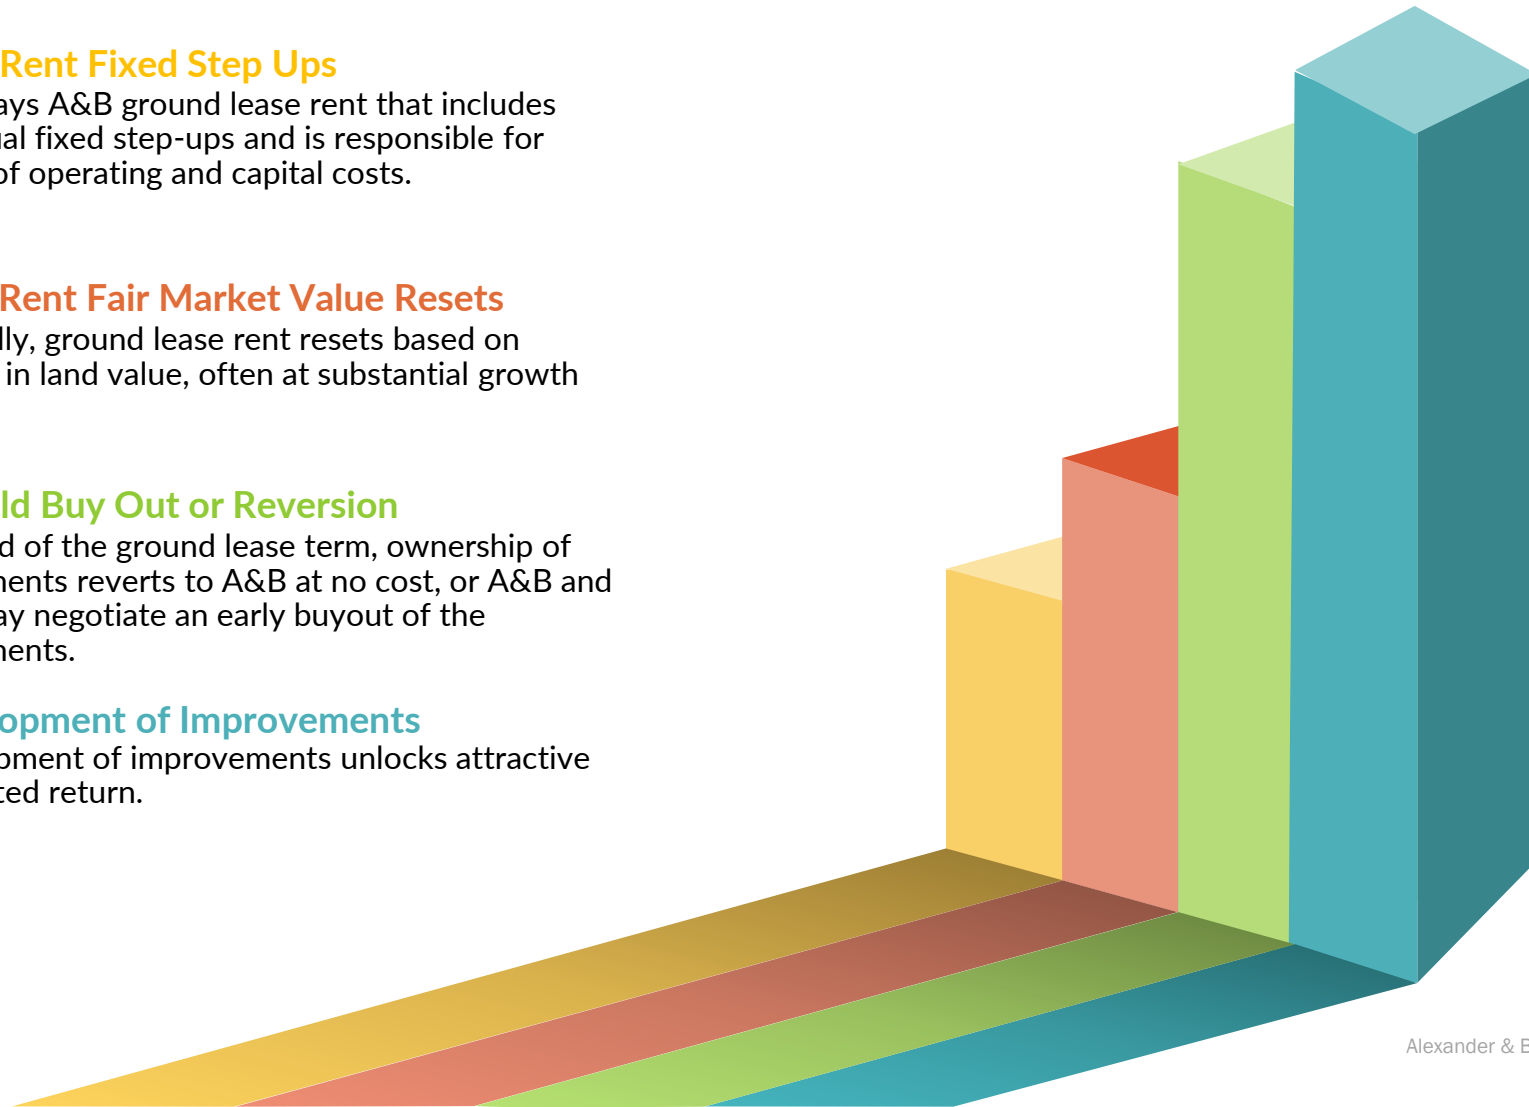 Rent Fixed Step Ups
ays A&B ground lease rent that includes
al fixed step-ups and is responsible for
of operating and capital costs.
Rent Fair Market Value Resets
lly, ground lease rent resets based on
in land value, often at substantial growth
ld Buy Out or Reversion
d of the ground lease term, ownership of
ments reverts to A&B at no cost, or A&B and
ay negotiate an early buyout of the
ments.
opment of Improvements
pment of improvements unlocks attractive
ted return.
Alexander & B